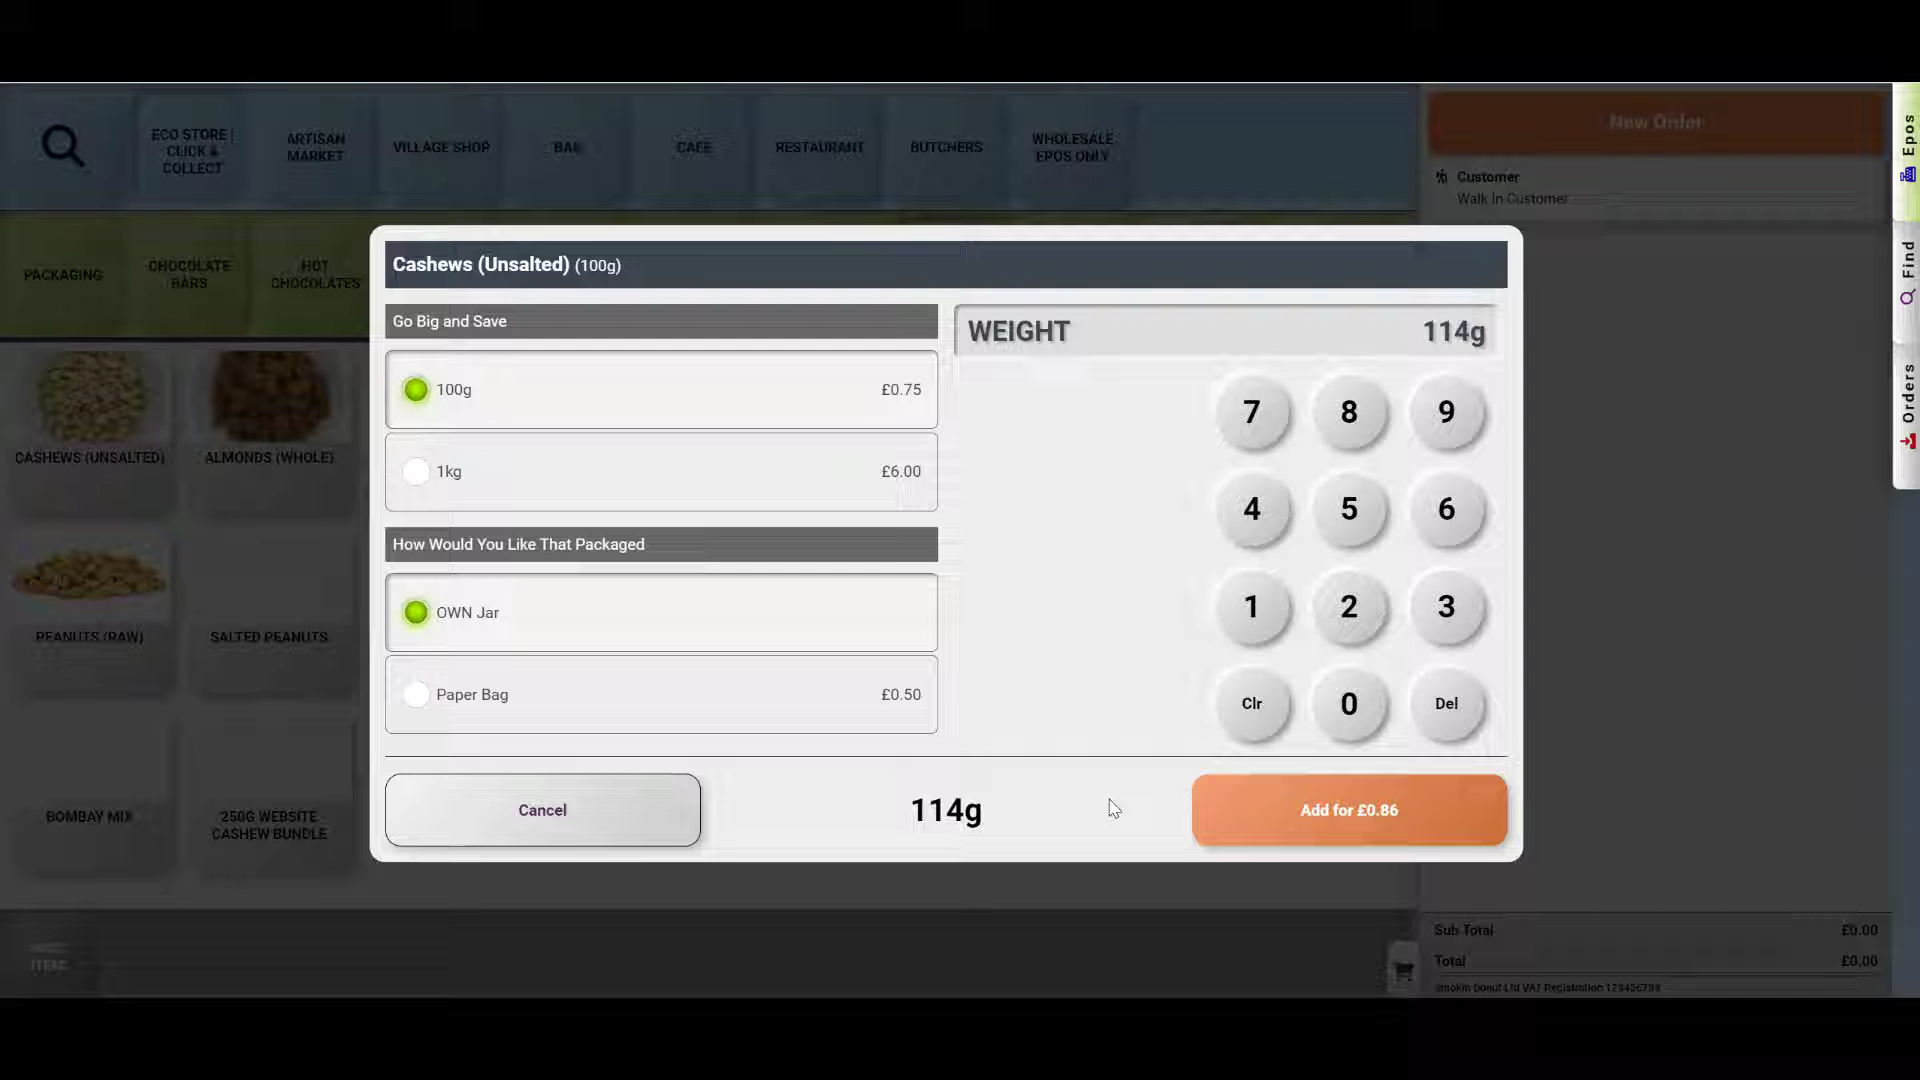 ECO STORE |
CLICK &
COLLECT
ARTISAN
MARKET
VILLAGE SHOP
BAR
CAFE
RESTAURANT
BUTCHERS
WHOLESALE
EPOS ONLY
New Order
Customer
Walk In Customer
Epos
Find
Orders
PACKAGING
CHOCOLATE
BARS
HOT
CHOCOLATES
CASHEWS (UNSALTED)
ALMONDS (WHOLE)
PEANUTS (RAW)
SALTED PEANUTS
BOMBAY MIX
250G WEBSITE
CASHEW BUNDLE
Cashews (Unsalted) (100g)
Go Big and Save
100g £0.75
1kg £6.00
How Would You Like That Packaged
OWN Jar
Paper Bag £0.50
WEIGHT 114g
7 8 9
4 5 6
1 2 3
Clr 0 Del
Cancel
114g
Add for £0.86
Sub Total £0.00
Total £0.00
Donut Ltd VAT Registration 123456789